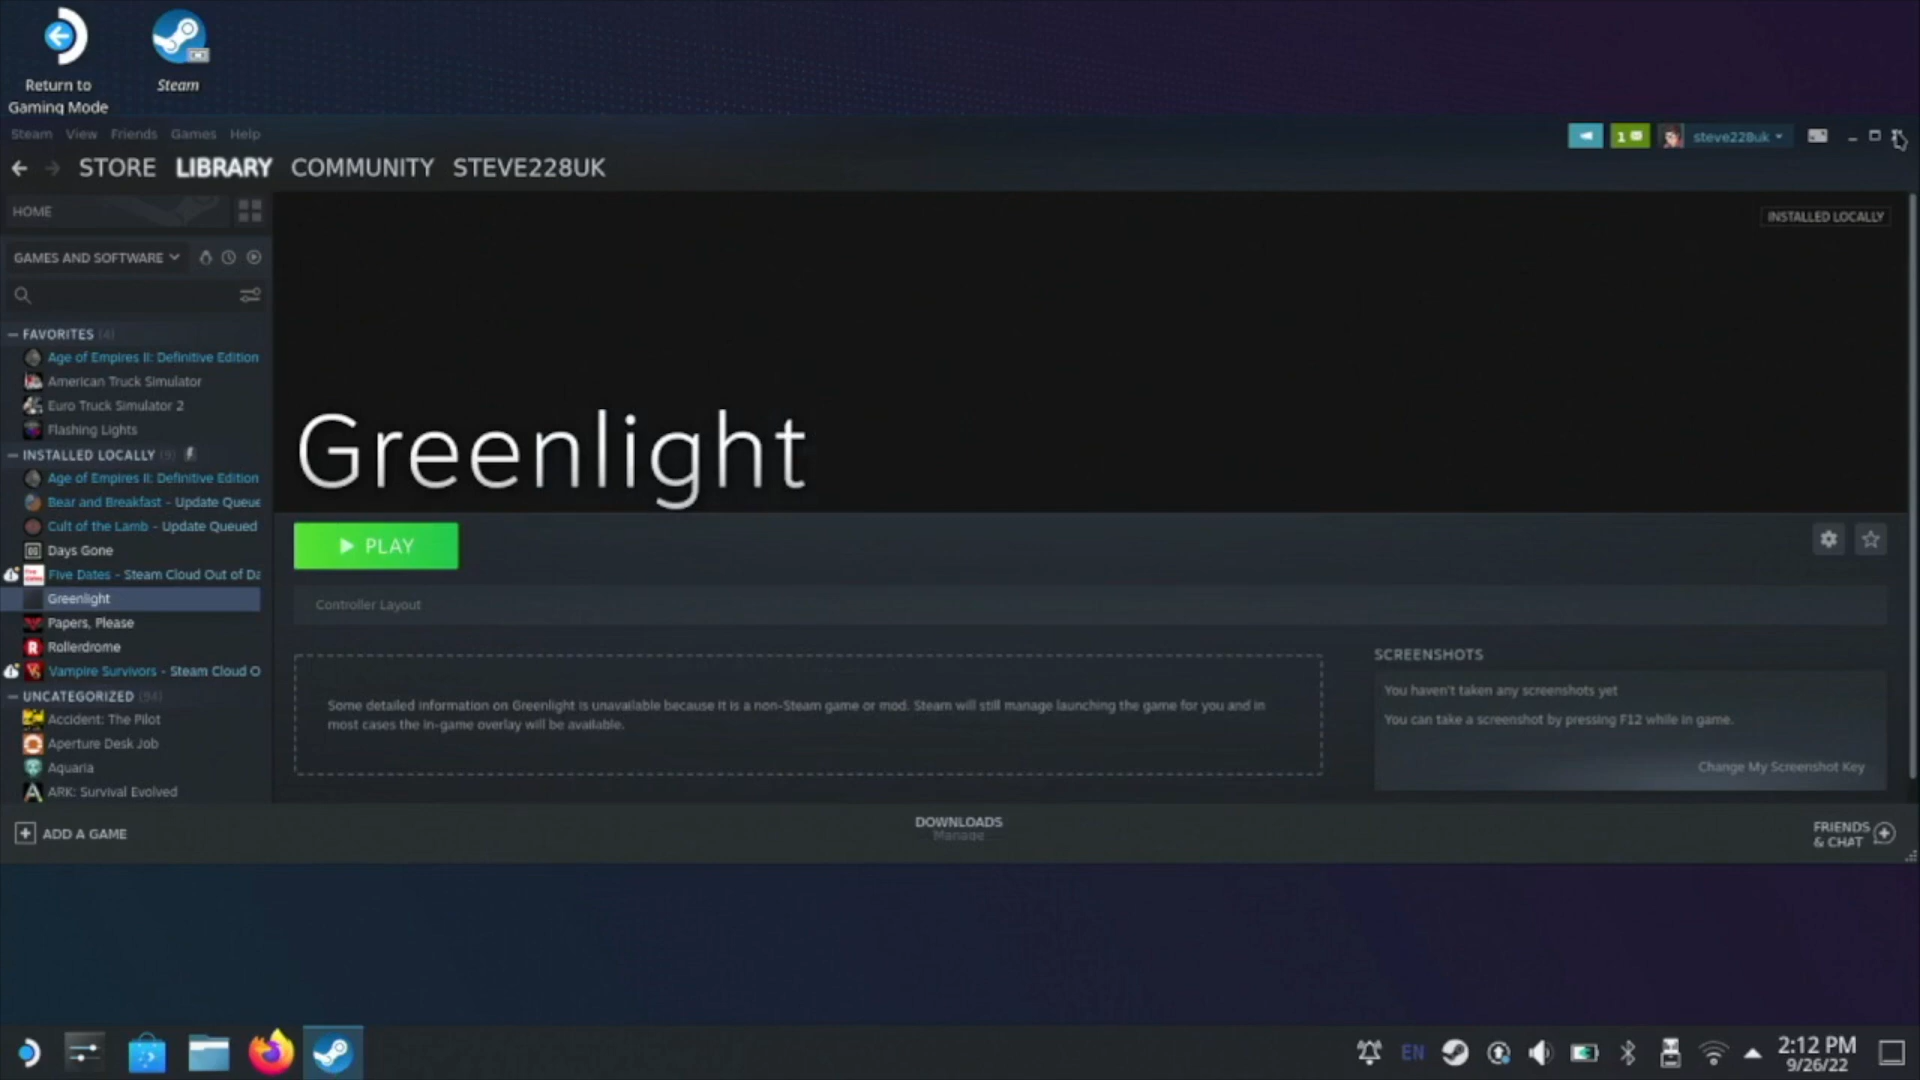 Return to
Gaming Mode
Steam
Steam View Friends Games Help
1
steve228uk
STORE LIBRARY COMMUNITY STEVE228UK
HOME
INSTALLED LOCALLY
GAMES AND SOFTWARE
FAVORITES (4)
Age of Empires II: Definitive Edition
American Truck Simulator
Euro Truck Simulator 2
Flashing Lights
INSTALLED LOCALLY (9)
Age of Empires II: Definitive Edition
Bear and Breakfast - Update Queue
Cult of the Lamb - Update Queued
Days Gone
Five Dates - Steam Cloud Out of Da
Greenlight
Papers, Please
Rollerdrome
Vampire Survivors - Steam Cloud O
UNCATEGORIZED (94)
Accident: The Pilot
Aperture Desk Job
Aquaria
ARK: Survival Evolved
Greenlight
PLAY
Controller Layout
Some detailed information on Greenlight is unavailable because it is a non-Steam game or mod. Steam will still manage launching the game for you and in
most cases the in-game overlay will be available.
SCREENSHOTS
You haven't taken any screenshots yet
You can take a screenshot by pressing F12 while in game.
Change My Screenshot Key
ADD A GAME
DOWNLOADS
Manage
FRIENDS
& CHAT
EN
2:12 PM
9/26/22